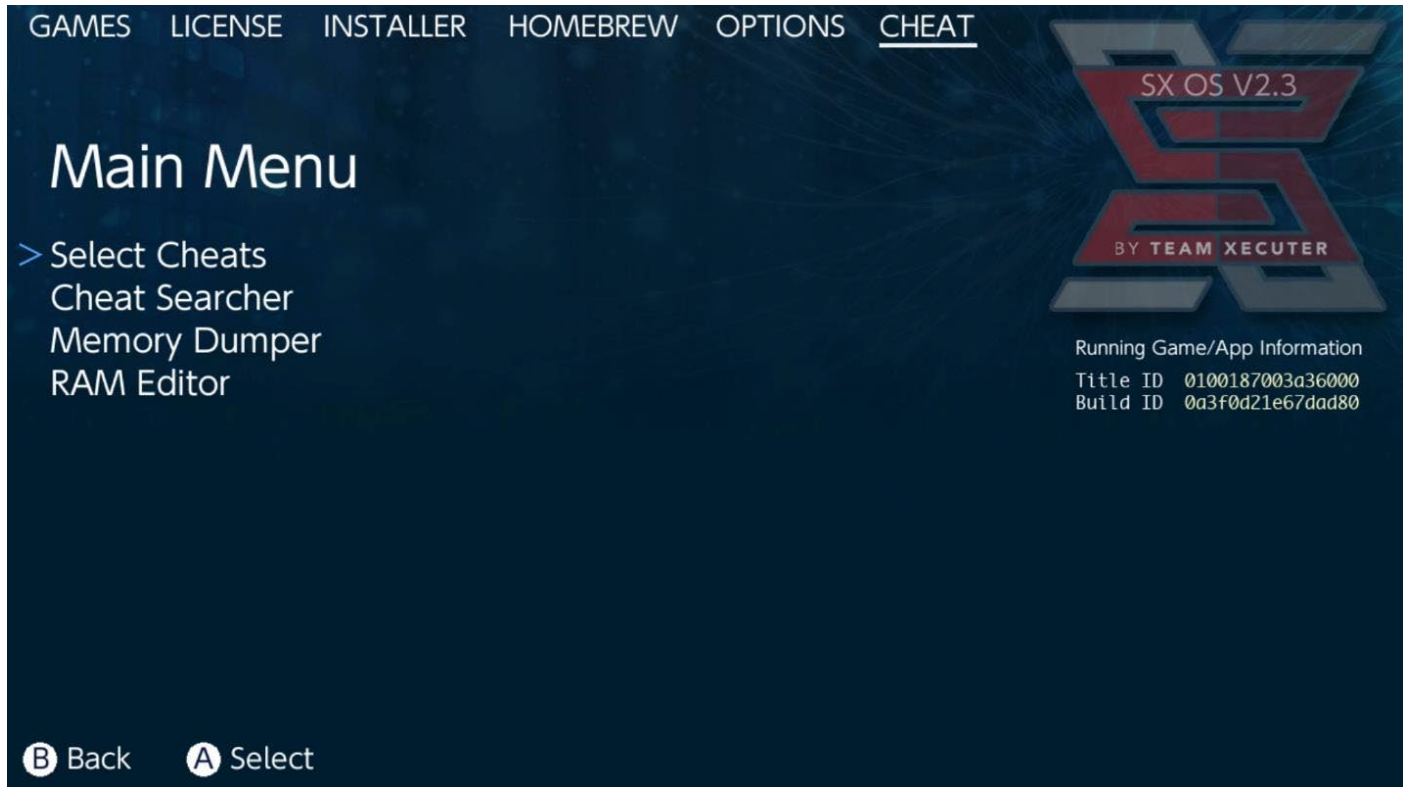 GAMES LICENSE INSTALLER HOMEBREW OPTIONS CHEAT
SX OS V2.3
BY TEAM XECUTER
Main Menu
> Select Cheats
Cheat Searcher
Memory Dumper
RAM Editor
Running Game/App Information
Title ID 0100187003a36000
Build ID 0a3f0d21e67dad80
B Back A Select